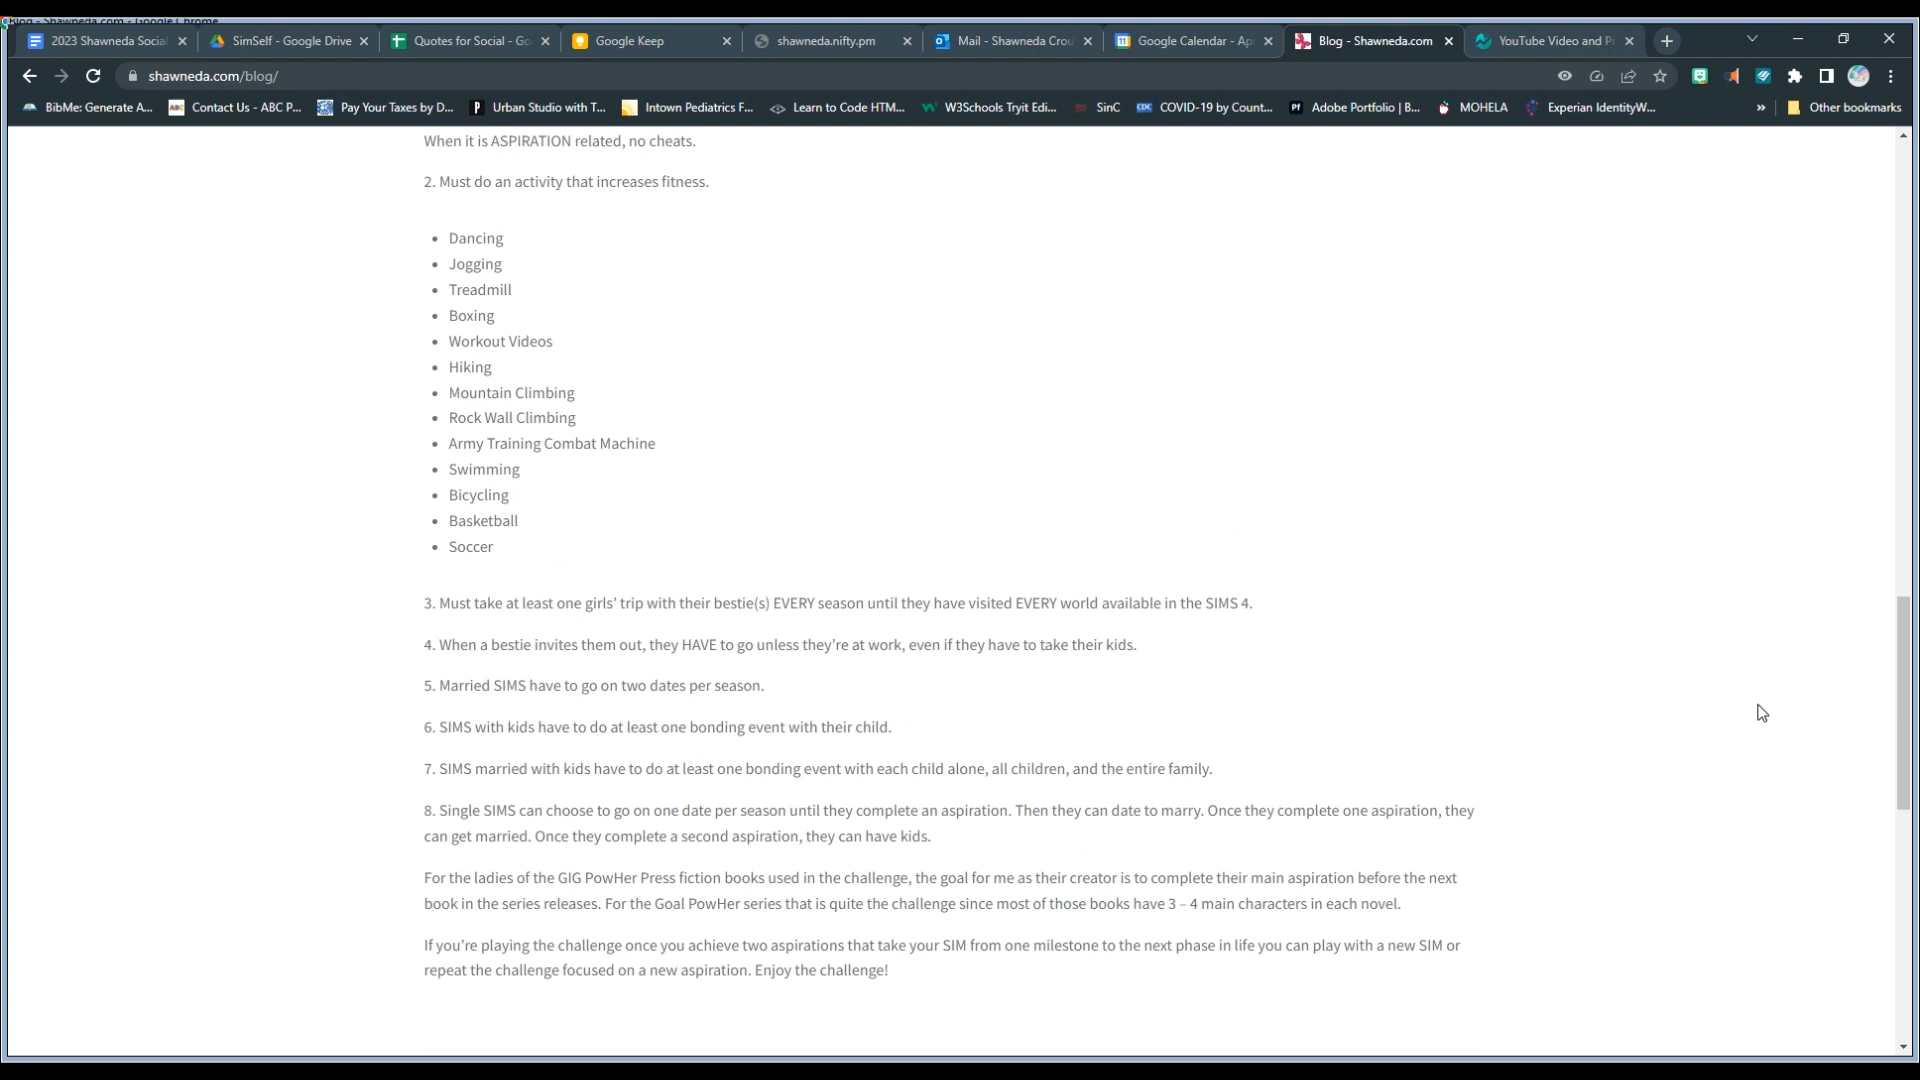 Blog - Shawneda.com - Google Chrome
2023 Shawneda Social
SimSelf - Google Drive
Quotes for Social - Go
Google Keep
shawneda.nifty.pm
Mail - Shawneda Crou
Google Calendar - Ap
Blog - Shawneda.com
YouTube Video and Pr
shawneda.com/blog/
BibMe: Generate A...
Contact Us - ABC P...
Pay Your Taxes by D...
Urban Studio with T...
Intown Pediatrics F...
Learn to Code HTM...
W3Schools Tryit Edi...
SinC
COVID-19 by Count...
Adobe Portfolio | B...
MOHELA
Experian IdentityW...
Other bookmarks
When it is ASPIRATION related, no cheats.
2. Must do an activity that increases fitness.
• Dancing
• Jogging
• Treadmill
• Boxing
• Workout Videos
• Hiking
• Mountain Climbing
• Rock Wall Climbing
• Army Training Combat Machine
• Swimming
• Bicycling
• Basketball
• Soccer
3. Must take at least one girls’ trip with their bestie(s) EVERY season until they have visited EVERY world available in the SIMS 4.
4. When a bestie invites them out, they HAVE to go unless they’re at work, even if they have to take their kids.
5. Married SIMS have to go on two dates per season.
6. SIMS with kids have to do at least one bonding event with their child.
7. SIMS married with kids have to do at least one bonding event with each child alone, all children, and the entire family.
8. Single SIMS can choose to go on one date per season until they complete an aspiration. Then they can date to marry. Once they complete one aspiration, they
can get married. Once they complete a second aspiration, they can have kids.
For the ladies of the GIG PowHer Press fiction books used in the challenge, the goal for me as their creator is to complete their main aspiration before the next
book in the series releases. For the Goal PowHer series that is quite the challenge since most of those books have 3 – 4 main characters in each novel.
If you’re playing the challenge once you achieve two aspirations that take your SIM from one milestone to the next phase in life you can play with a new SIM or
repeat the challenge focused on a new aspiration. Enjoy the challenge!